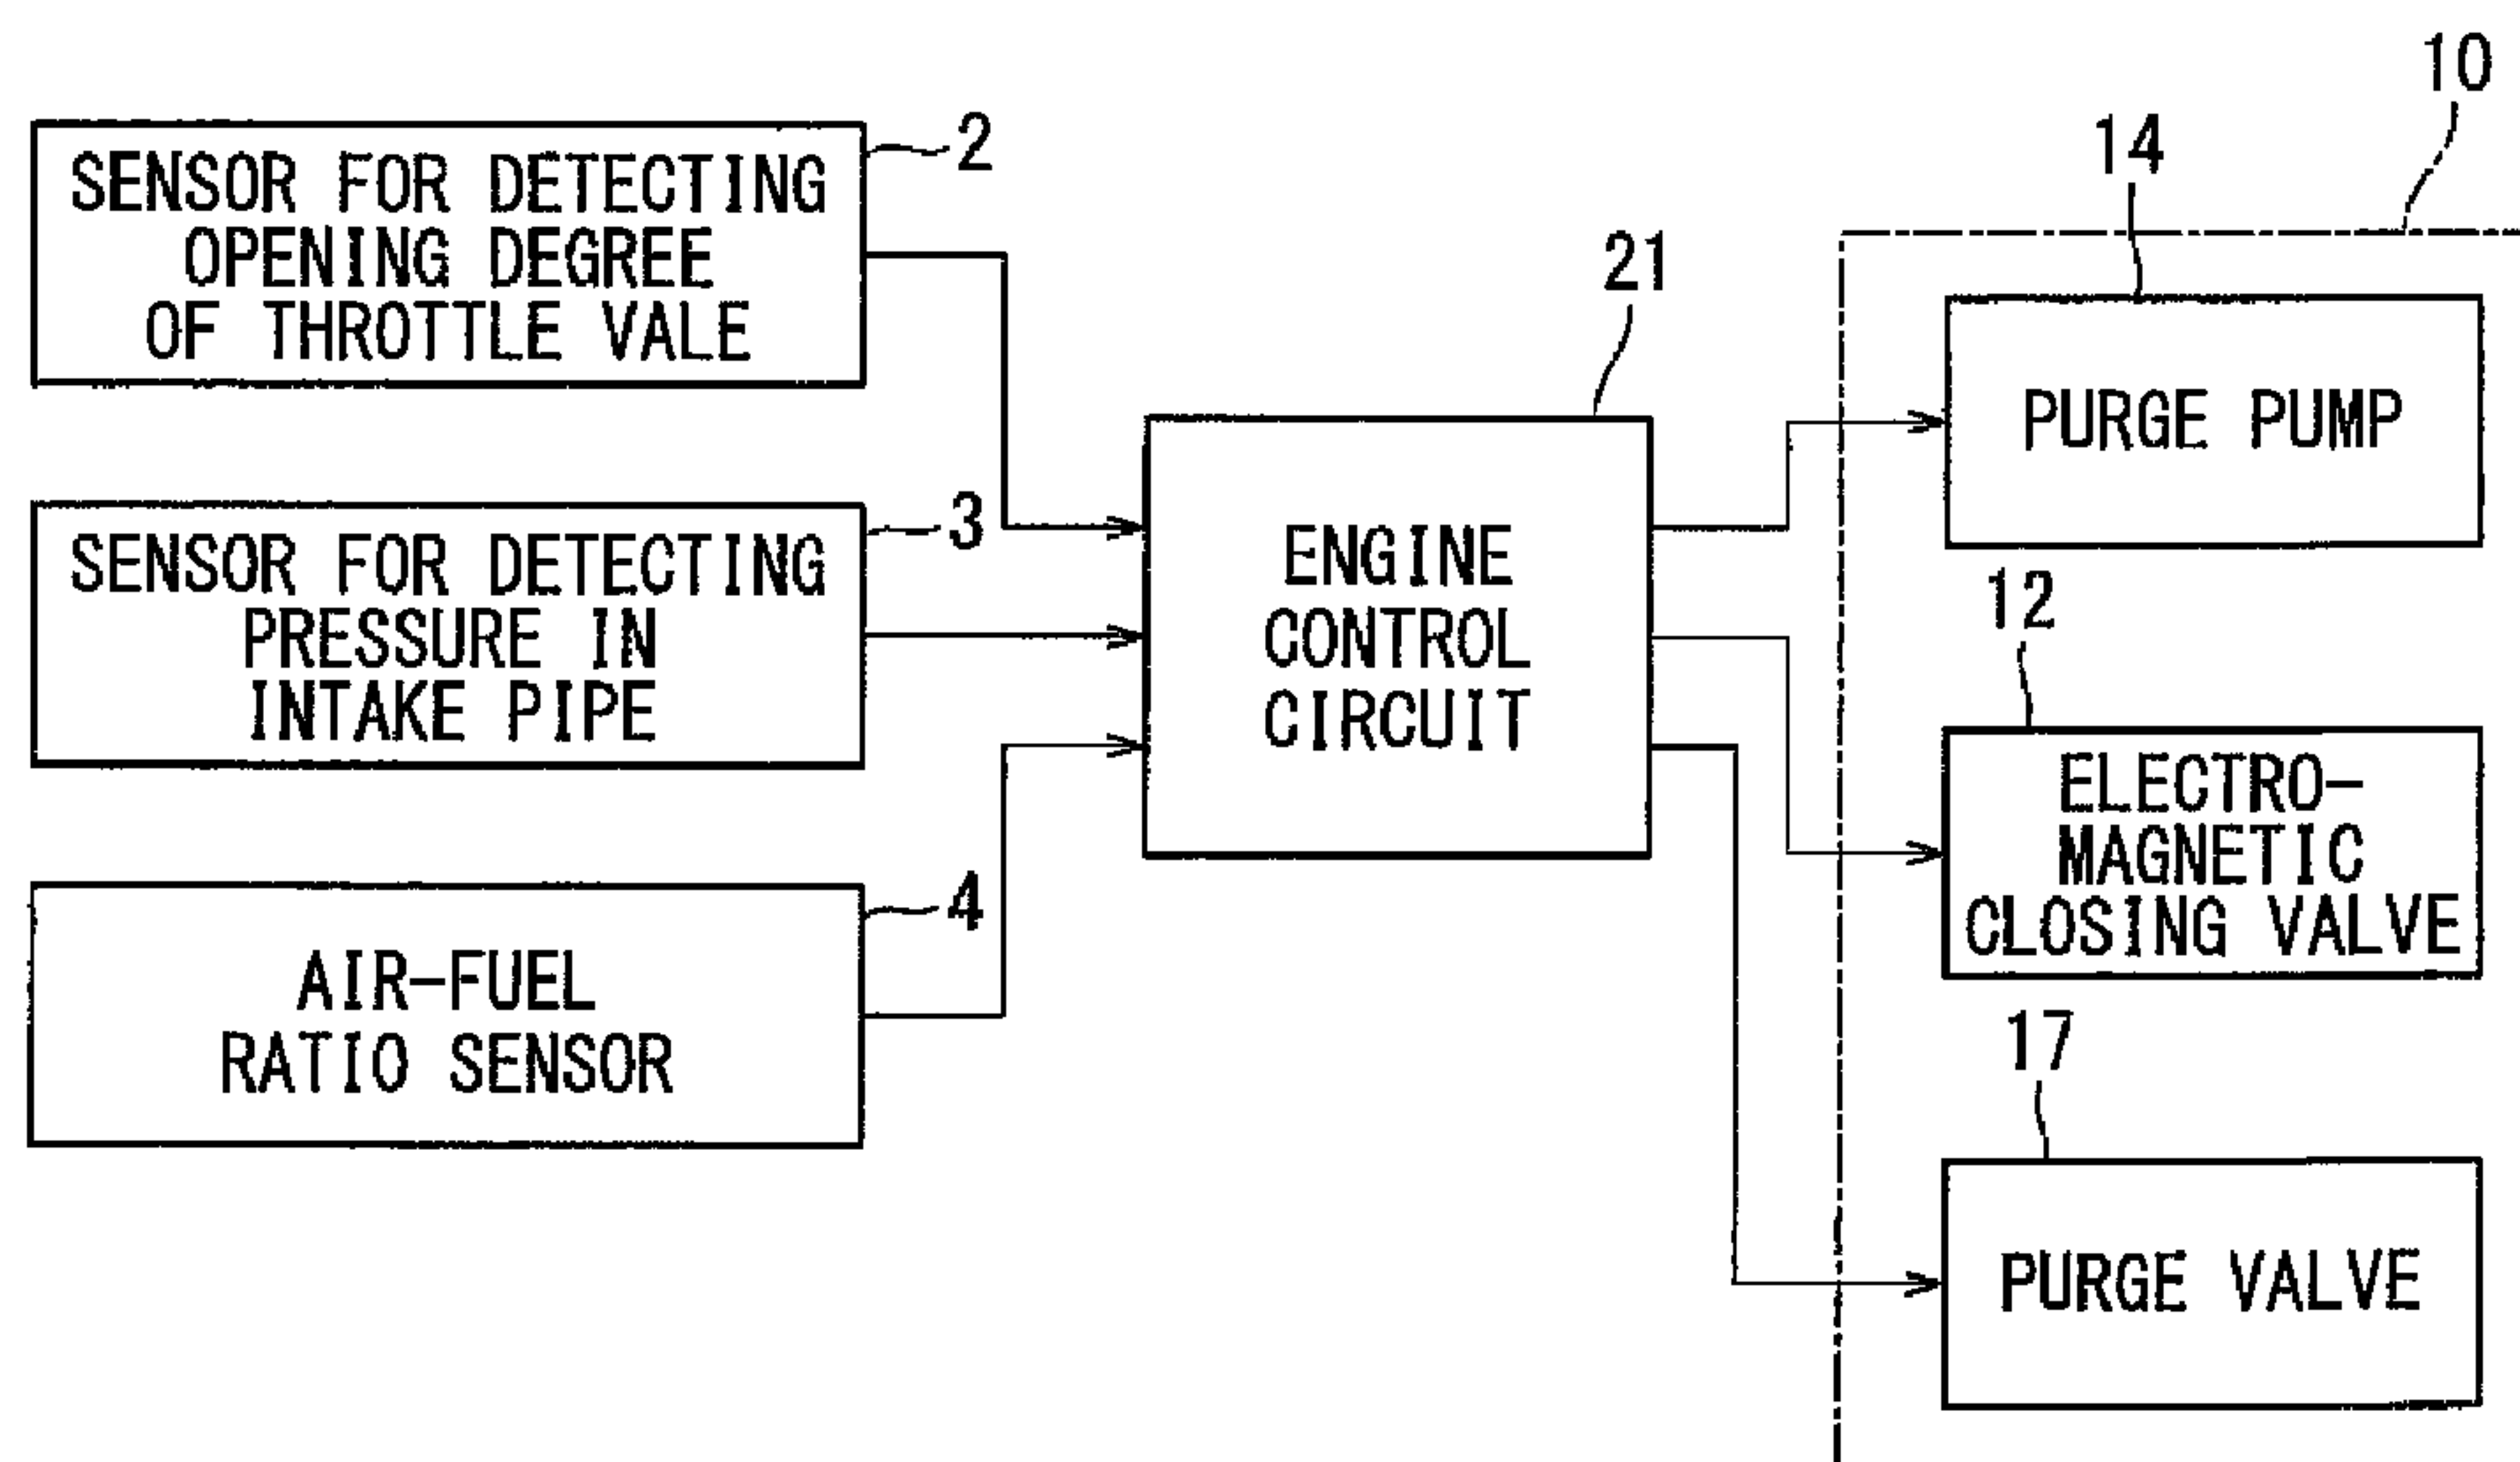 2
SENSOR FOR DETECTING
OPENING DEGREE
OF THROTTLE VALE
3
SENSOR FOR DETECTING
PRESSURE IN
INTAKE PIPE
4
AIR-FUEL
RATIO SENSOR
21
ENGINE
CONTROL
CIRCUIT
10
14
PURGE PUMP
12
ELECTRO-
MAGNETIC
CLOSING VALVE
17
PURGE VALVE